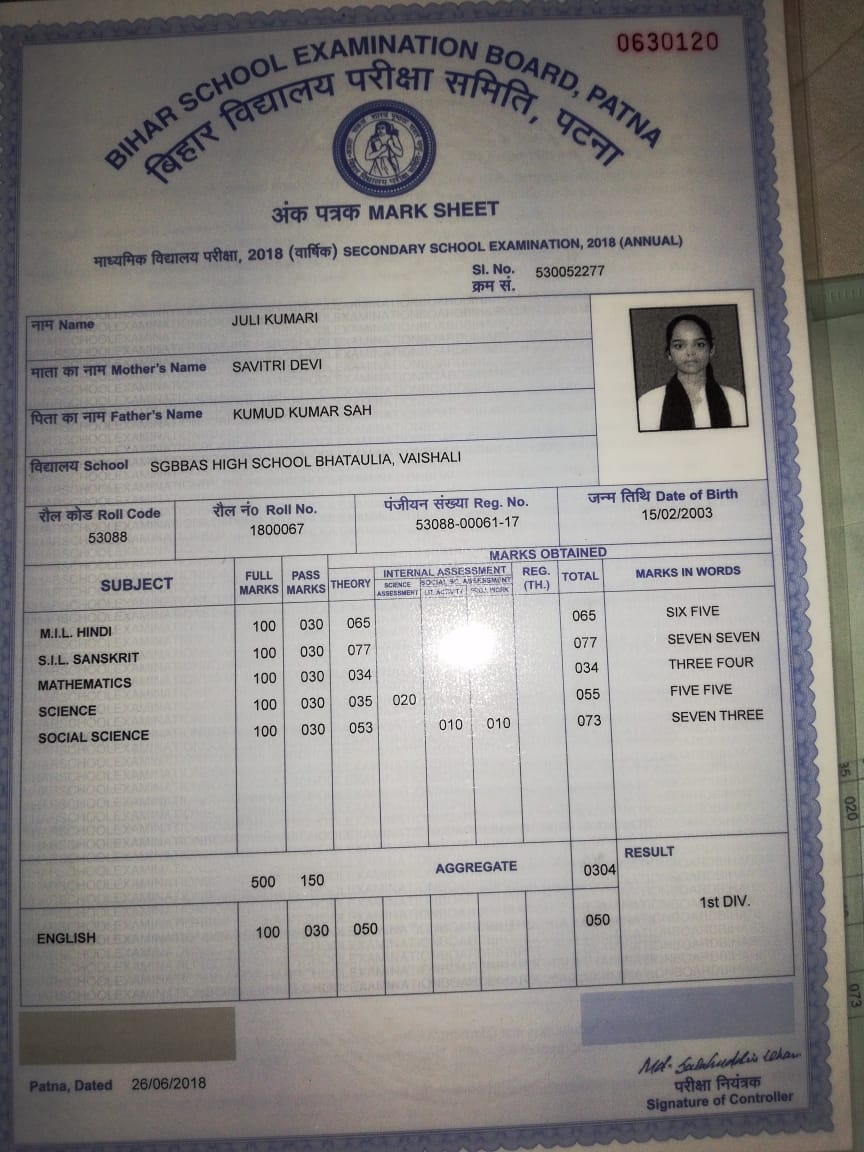 0630120
BIHAR SCHOOL EXAMINATION BOARD, PATNA
बिहार विद्यालय परीक्षा समिति, पटना
अंक पत्रक MARK SHEET
माध्यमिक विद्यालय परीक्षा, 2018 (वार्षिक) SECONDARY SCHOOL EXAMINATION, 2018 (ANNUAL)
Sl. No. 530052277
क्रम सं.
नाम Name JULI KUMARI
माता का नाम Mother's Name SAVITRI DEVI
पिता का नाम Father's Name KUMUD KUMAR SAH
विद्यालय School SGBBAS HIGH SCHOOL BHATAULIA, VAISHALI
रौल कोड Roll Code रौल नं० Roll No. पंजीयन संख्या Reg. No. जन्म तिथि Date of Birth
53088 1800067 53088-00061-17 15/02/2003
MARKS OBTAINED
SUBJECT FULL MARKS PASS MARKS THEORY INTERNAL ASSESSMENT REG. (TH.) TOTAL MARKS IN WORDS
SCIENCE ASSESSMENT SOCIAL SC. ASSESSMENT
LIT. ACTIVITY PROJ. WORK
M.I.L. HINDI 100 030 065 065 SIX FIVE
S.I.L. SANSKRIT 100 030 077 077 SEVEN SEVEN
MATHEMATICS 100 030 034 034 THREE FOUR
SCIENCE 100 030 035 020 055 FIVE FIVE
SOCIAL SCIENCE 100 030 053 010 010 073 SEVEN THREE
500 150 AGGREGATE 0304 RESULT
1st DIV.
ENGLISH 100 030 050 050
Patna, Dated 26/06/2018
परीक्षा नियंत्रक
Signature of Controller
35
020
073